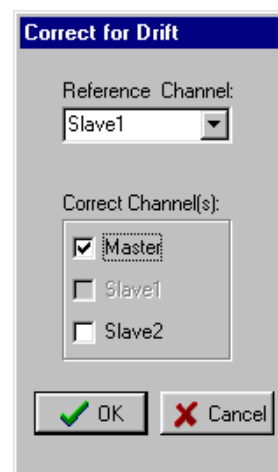 Correct for Drift
Reference Channel:
Slave1
Correct Channel(s):
Master
Slave1
Slave2
OK
Cancel